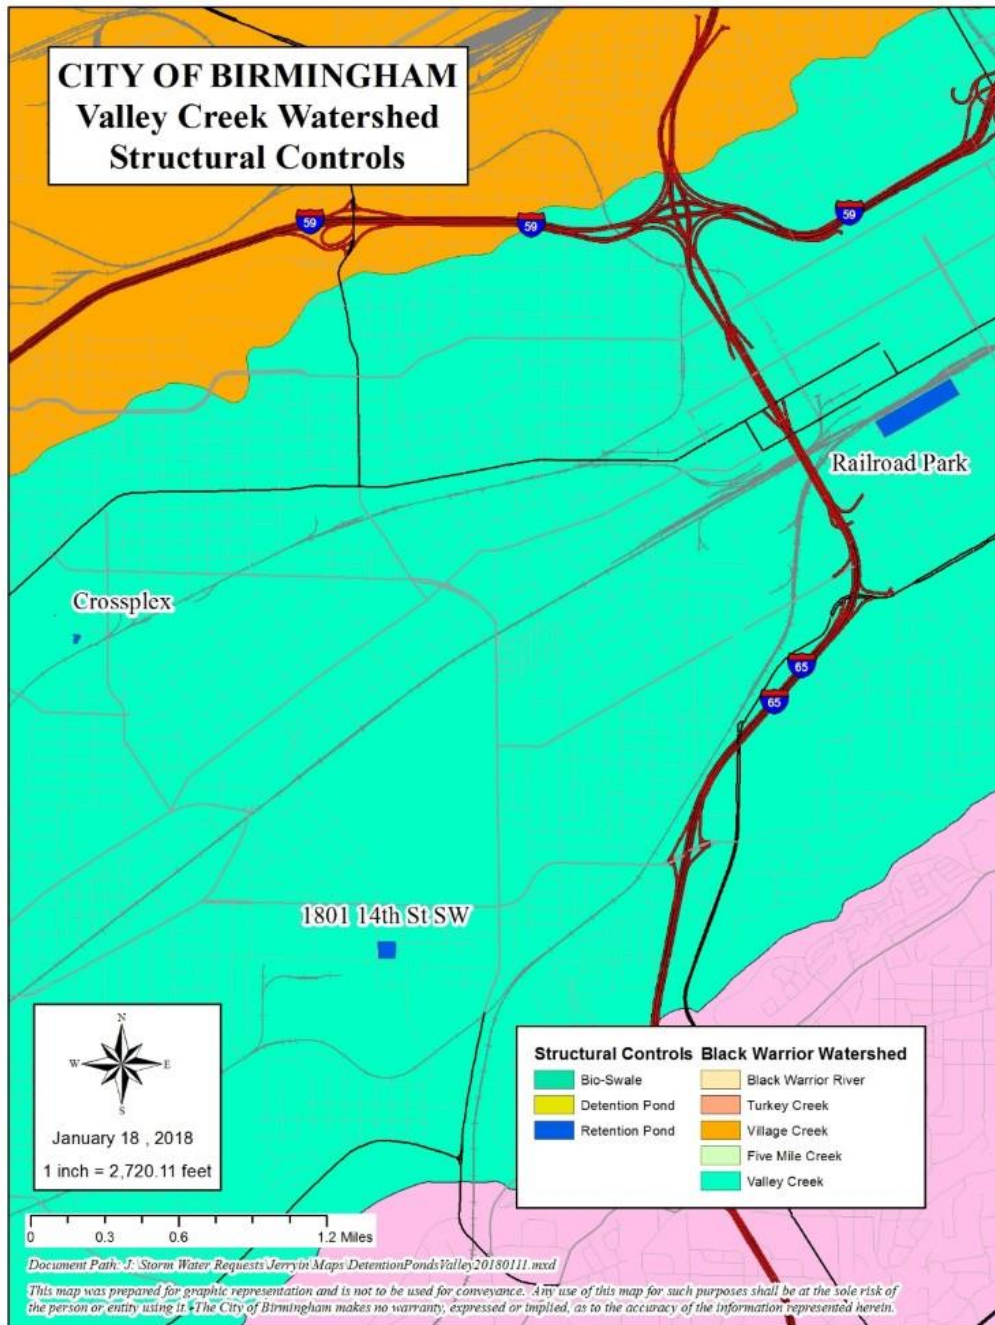 CITY OF BIRMINGHAM
Valley Creek Watershed
Structural Controls
59
59
59
Railroad Park
Crossplex
65
65
1801 14th St SW
N
W E
S
January 18 , 2018
1 inch = 2,720.11 feet
Structural Controls
Bio-Swale
Detention Pond
Retention Pond
Black Warrior Watershed
Black Warrior River
Turkey Creek
Village Creek
Five Mile Creek
Valley Creek
0 0.3 0.6 1.2 Miles
Document Path: J:\Storm Water Requests\Jerryin\Maps\DetentionPondsValley20180111.mxd
This map was prepared for graphic representation and is not to be used for conveyance. Any use of this map for such purposes shall be at the sole risk of
the person or entity using it. The City of Birmingham makes no warranty, expressed or implied, as to the accuracy of the information represented herein.